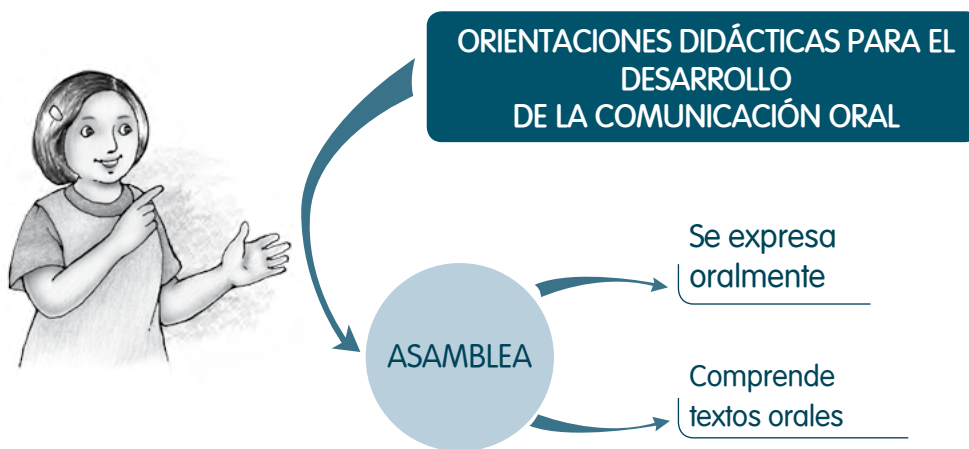 ORIENTACIONES DIDÁCTICAS PARA EL
DESARROLLO
DE LA COMUNICACIÓN ORAL
Se expresa
oralmente
ASAMBLEA
Comprende
textos orales